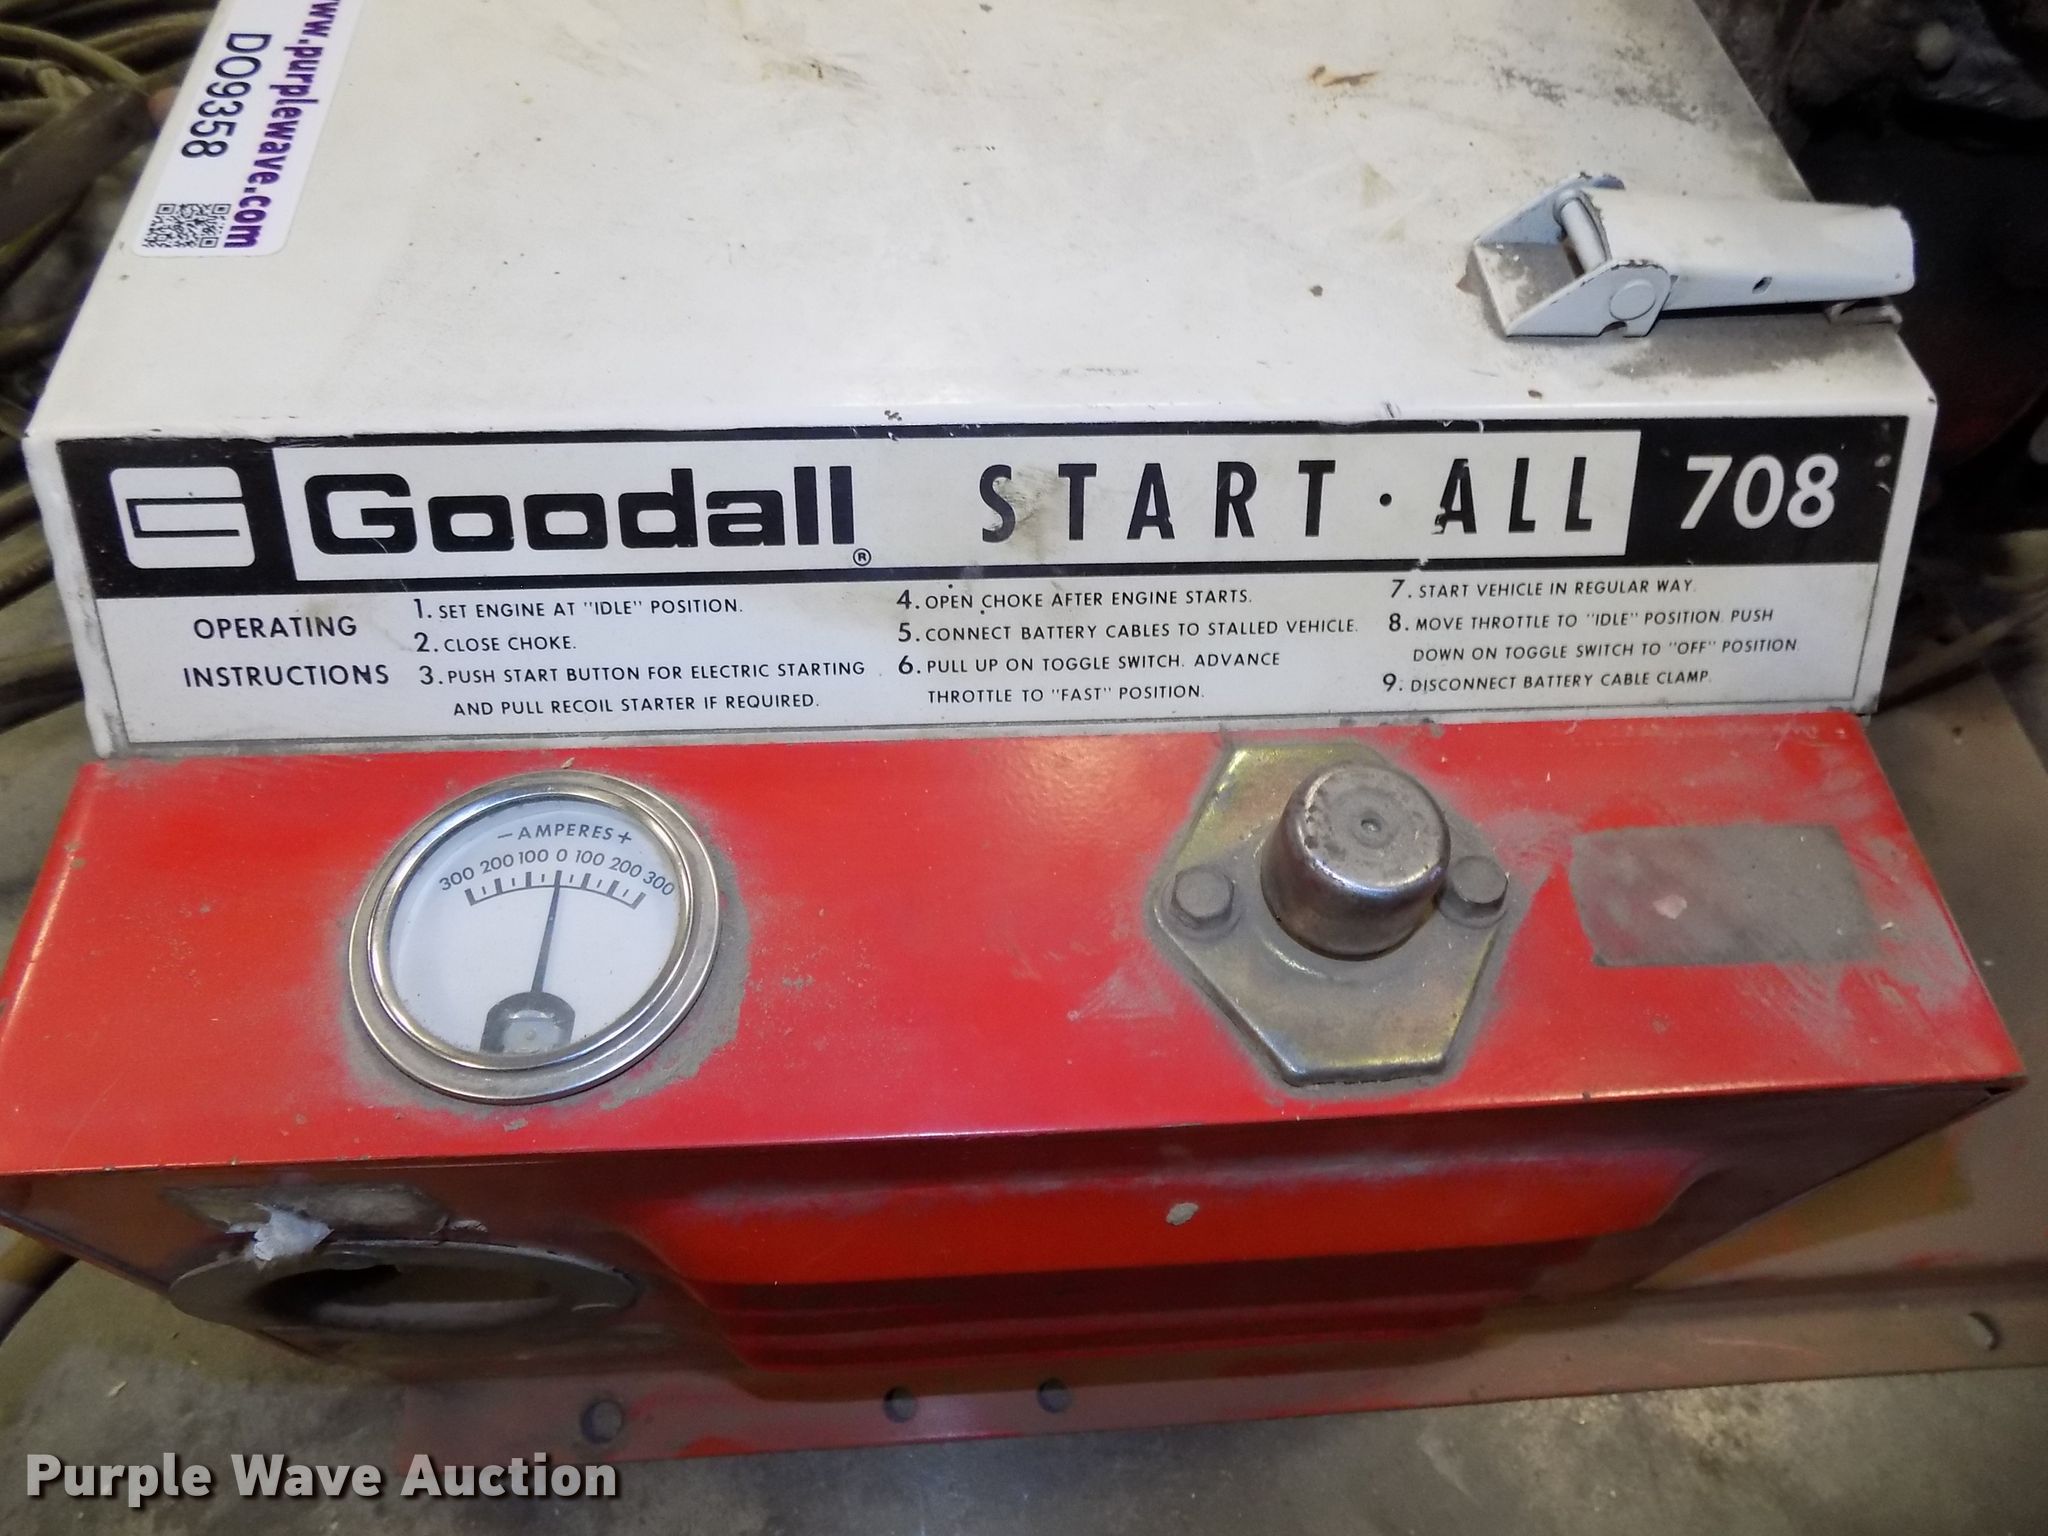 www.purplewave.com
DO9358
Goodall® START·ALL 708
OPERATING
INSTRUCTIONS
1. SET ENGINE AT "IDLE" POSITION.
2. CLOSE CHOKE.
3. PUSH START BUTTON FOR ELECTRIC STARTING
AND PULL RECOIL STARTER IF REQUIRED.
4. OPEN CHOKE AFTER ENGINE STARTS.
5. CONNECT BATTERY CABLES TO STALLED VEHICLE.
6. PULL UP ON TOGGLE SWITCH. ADVANCE
THROTTLE TO "FAST" POSITION.
7. START VEHICLE IN REGULAR WAY.
8. MOVE THROTTLE TO "IDLE" POSITION. PUSH
DOWN ON TOGGLE SWITCH TO "OFF" POSITION.
9. DISCONNECT BATTERY CABLE CLAMP.
- AMPERES +
300 200 100 0 100 200 300
Purple Wave Auction